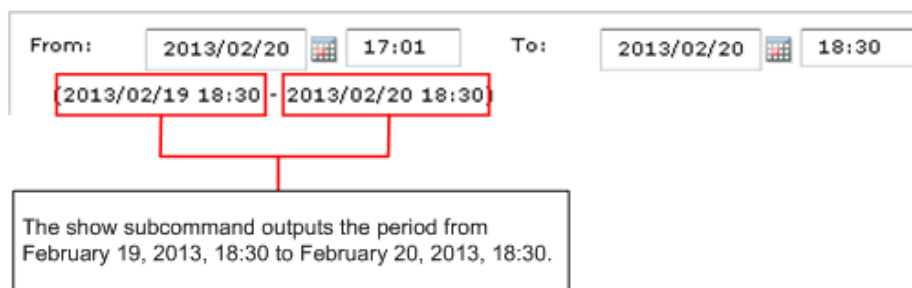 From: 2013/02/20 17:01 To: 2013/02/20 18:30
(2013/02/19 18:30 - 2013/02/20 18:30)
The show subcommand outputs the period from
February 19, 2013, 18:30 to February 20, 2013, 18:30.